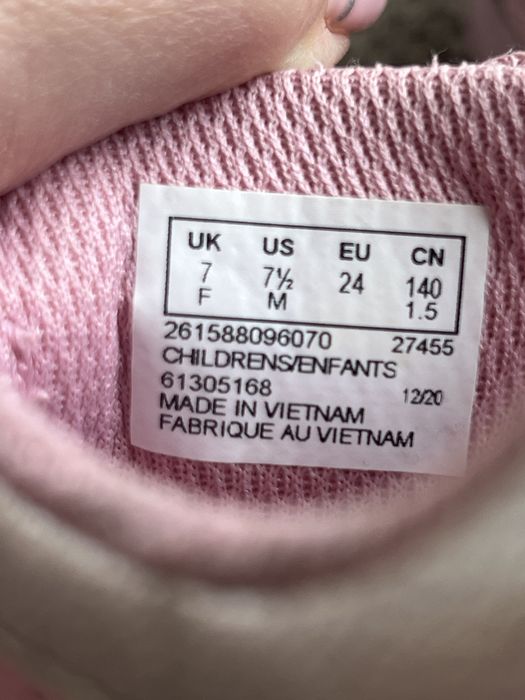 UK US EU CN
7 7½ 24 140
F M 1.5
261588096070 27455
CHILDRENS/ENFANTS
61305168 12/20
MADE IN VIETNAM
FABRIQUE AU VIETNAM